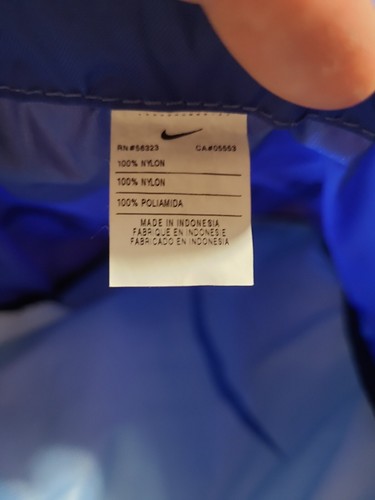 RN#56323 CA#05553
100% NYLON
100% NYLON
100% POLIAMIDA
MADE IN INDONESIA
FABRIQUE EN INDONESIE
FABRICADO EN INDONESIA